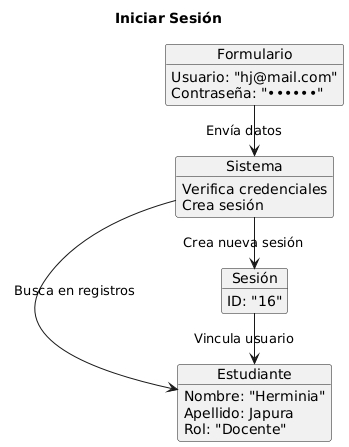 Iniciar Sesión
Formulario
Usuario: "hj@mail.com"
Contraseña: "••••••"
Envía datos
Sistema
Verifica credenciales
Crea sesión
Crea nueva sesión
Sesión
ID: "16"
Busca en registros
Vincula usuario
Estudiante
Nombre: "Herminia"
Apellido: Japura
Rol: "Docente"